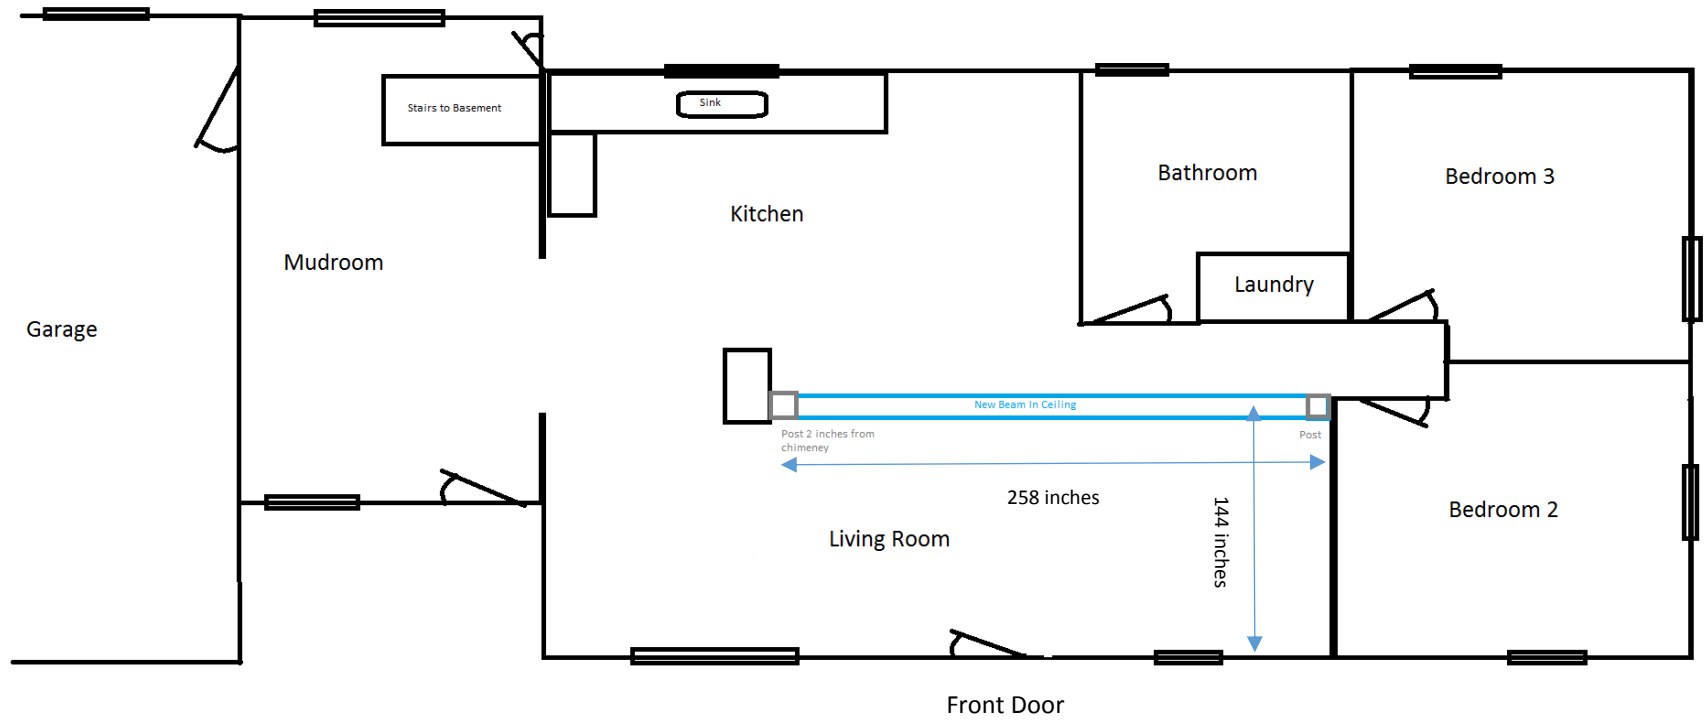 Stairs to Basement
Sink
Bathroom
Bedroom 3
Kitchen
Mudroom
Laundry
Garage
New Beam In Ceiling
Post 2 inches from
chimeney
Post
258 inches
144 inches
Living Room
Bedroom 2
Front Door